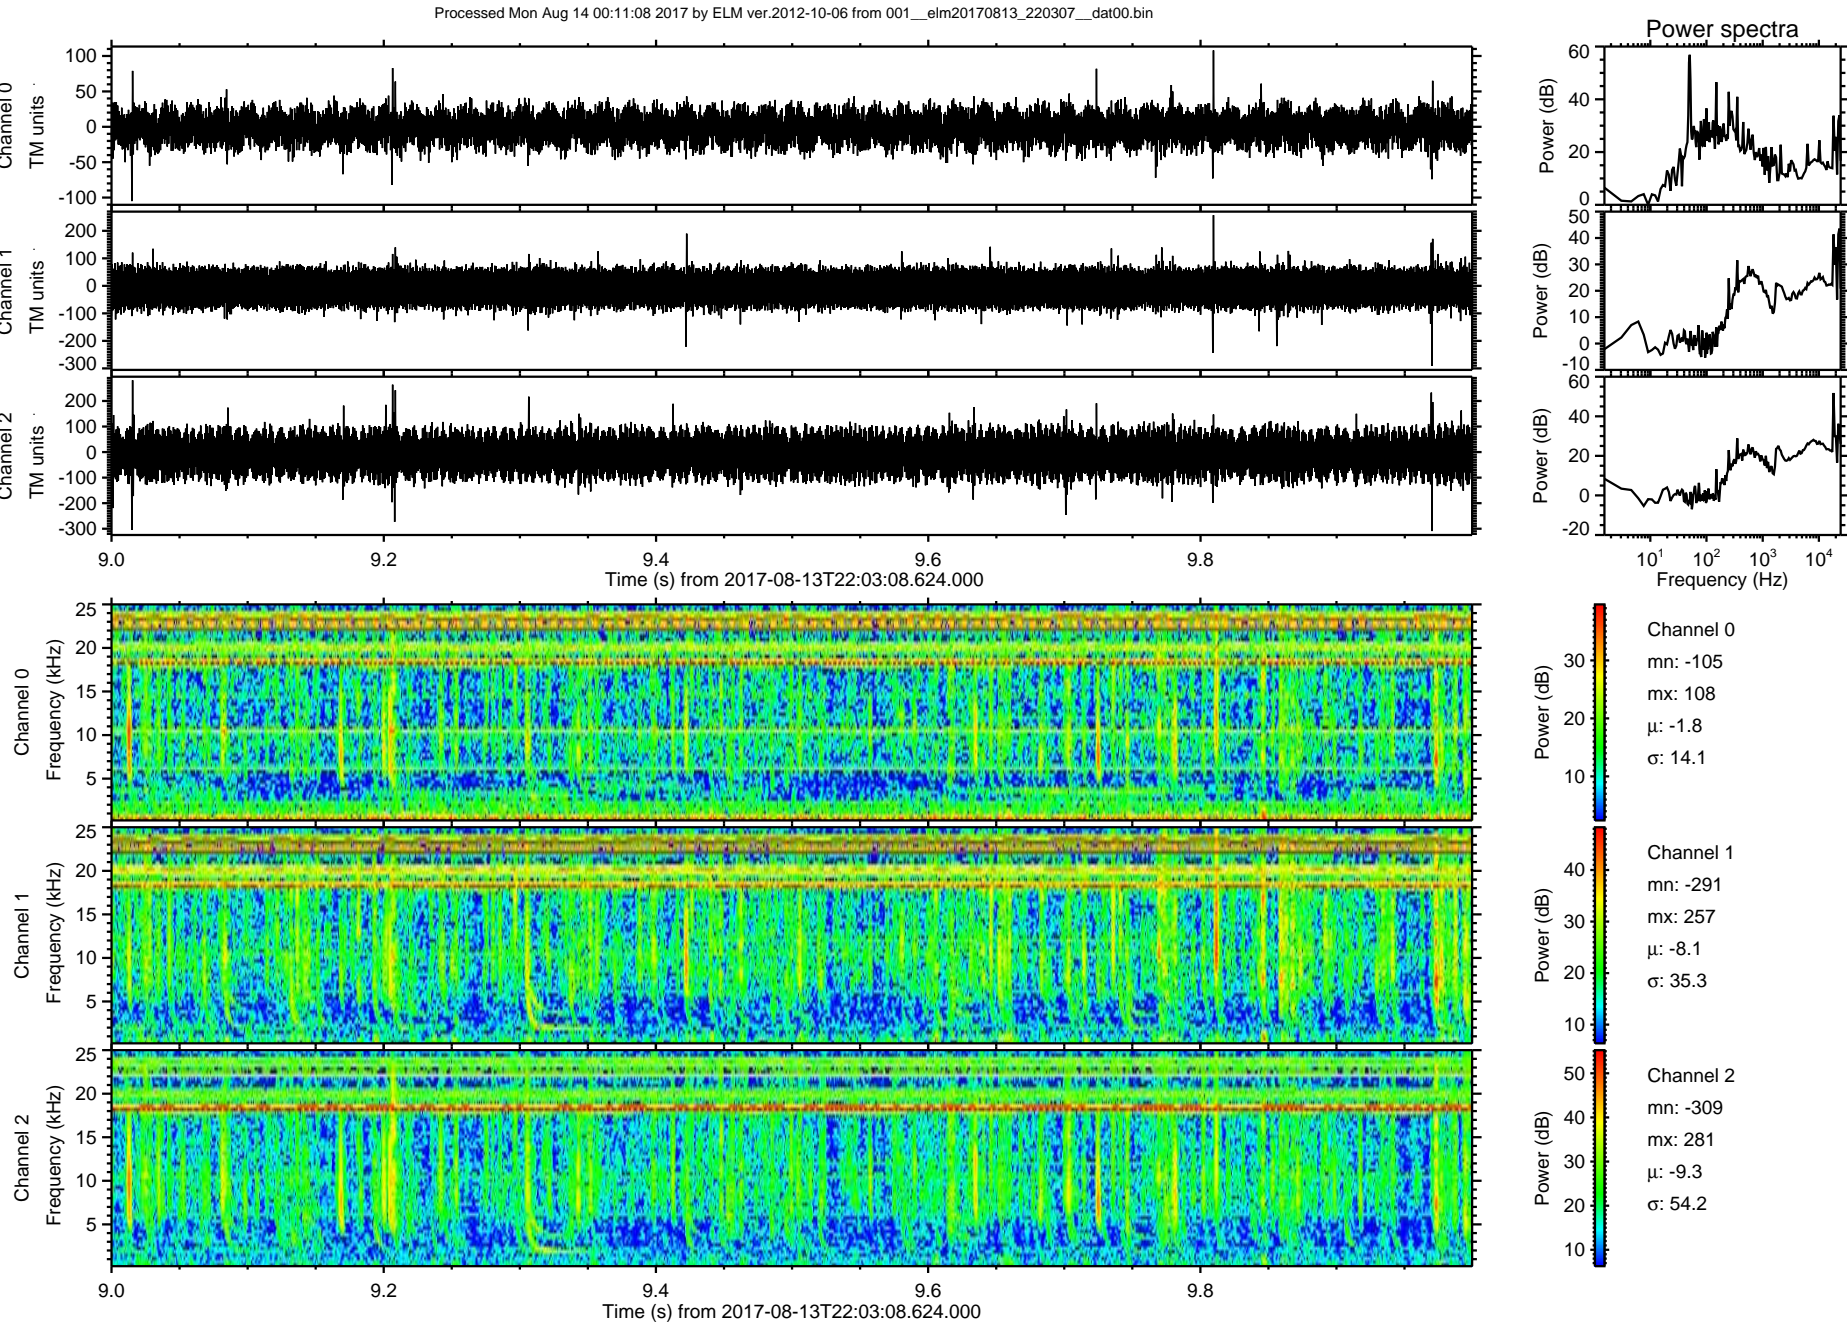 Processed Mon Aug 14 00:11:08 2017 by ELM ver.2012-10-06 from 001__elm20170813_220307__dat00.bin
Power spectra
Channel 0
TM units
100
50
0
-50
-100
Power (dB)
60
40
20
0
Channel 1
TM units
200
100
0
-100
-200
-300
Power (dB)
50
40
30
20
10
0
-10
Channel 2
TM units
200
100
0
-100
-200
-300
Power (dB)
60
40
20
0
-20
9.0 9.2 9.4 9.6 9.8
Time (s) from 2017-08-13T22:03:08.624.000
10¹ 10² 10³ 10⁴
Frequency (Hz)
Channel 0
Frequency (kHz)
25
20
15
10
5
Power (dB)
30
20
10
Channel 0
mn: -105
mx: 108
μ: -1.8
σ: 14.1
Channel 1
Frequency (kHz)
25
20
15
10
5
Power (dB)
40
30
20
10
Channel 1
mn: -291
mx: 257
μ: -8.1
σ: 35.3
Channel 2
Frequency (kHz)
25
20
15
10
5
Power (dB)
50
40
30
20
10
Channel 2
mn: -309
mx: 281
μ: -9.3
σ: 54.2
9.0 9.2 9.4 9.6 9.8
Time (s) from 2017-08-13T22:03:08.624.000